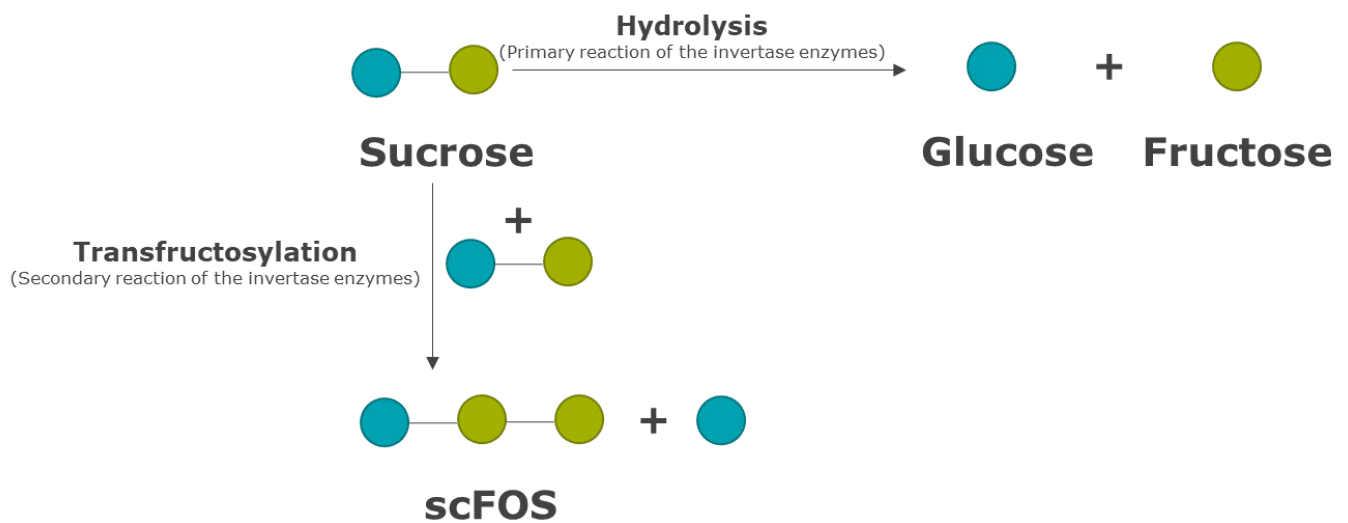 Hydrolysis
(Primary reaction of the invertase enzymes)
+
Sucrose
Glucose
Fructose
+
Transfructosylation
(Secondary reaction of the invertase enzymes)
+
scFOS